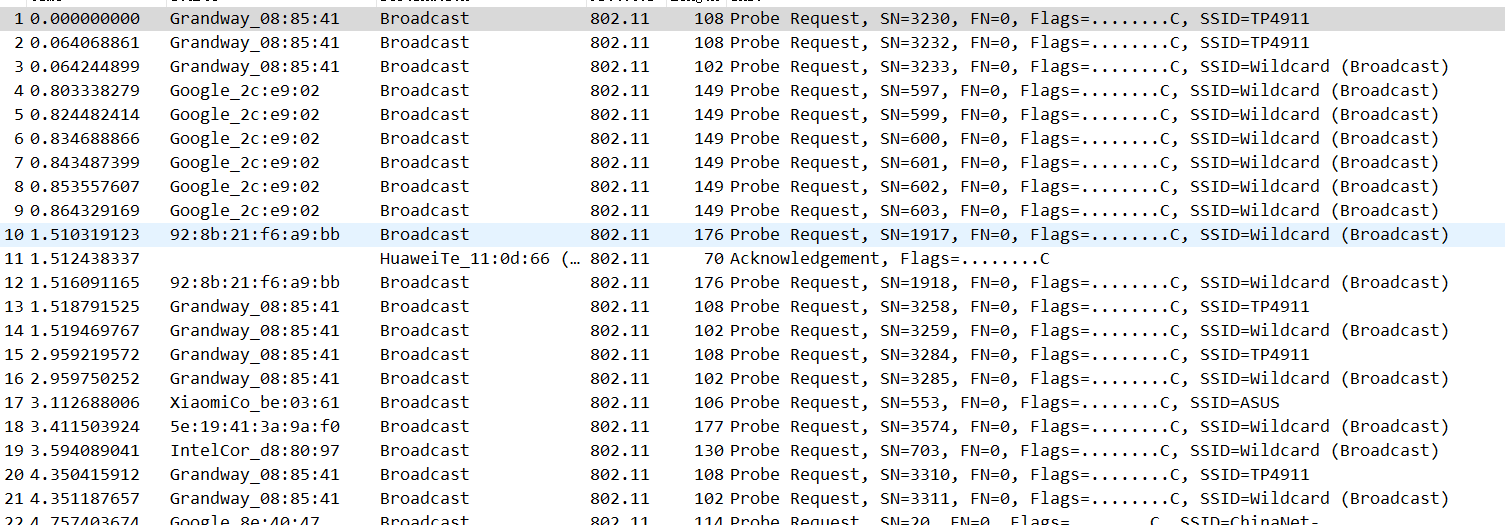 1 0.000000000 Grandway_08:85:41 Broadcast 802.11 108 Probe Request, SN=3230, FN=0, Flags=........C, SSID=TP4911
2 0.064068861 Grandway_08:85:41 Broadcast 802.11 108 Probe Request, SN=3232, FN=0, Flags=........C, SSID=TP4911
3 0.064244899 Grandway_08:85:41 Broadcast 802.11 102 Probe Request, SN=3233, FN=0, Flags=........C, SSID=Wildcard (Broadcast)
4 0.803338279 Google_2c:e9:02 Broadcast 802.11 149 Probe Request, SN=597, FN=0, Flags=........C, SSID=Wildcard (Broadcast)
5 0.824482414 Google_2c:e9:02 Broadcast 802.11 149 Probe Request, SN=599, FN=0, Flags=........C, SSID=Wildcard (Broadcast)
6 0.834688866 Google_2c:e9:02 Broadcast 802.11 149 Probe Request, SN=600, FN=0, Flags=........C, SSID=Wildcard (Broadcast)
7 0.843487399 Google_2c:e9:02 Broadcast 802.11 149 Probe Request, SN=601, FN=0, Flags=........C, SSID=Wildcard (Broadcast)
8 0.853557607 Google_2c:e9:02 Broadcast 802.11 149 Probe Request, SN=602, FN=0, Flags=........C, SSID=Wildcard (Broadcast)
9 0.864329169 Google_2c:e9:02 Broadcast 802.11 149 Probe Request, SN=603, FN=0, Flags=........C, SSID=Wildcard (Broadcast)
10 1.510319123 92:8b:21:f6:a9:bb Broadcast 802.11 176 Probe Request, SN=1917, FN=0, Flags=........C, SSID=Wildcard (Broadcast)
11 1.512438337 HuaweiTe_11:0d:66 (… 802.11 70 Acknowledgement, Flags=........C
12 1.516091165 92:8b:21:f6:a9:bb Broadcast 802.11 176 Probe Request, SN=1918, FN=0, Flags=........C, SSID=Wildcard (Broadcast)
13 1.518791525 Grandway_08:85:41 Broadcast 802.11 108 Probe Request, SN=3258, FN=0, Flags=........C, SSID=TP4911
14 1.519469767 Grandway_08:85:41 Broadcast 802.11 102 Probe Request, SN=3259, FN=0, Flags=........C, SSID=Wildcard (Broadcast)
15 2.959219572 Grandway_08:85:41 Broadcast 802.11 108 Probe Request, SN=3284, FN=0, Flags=........C, SSID=TP4911
16 2.959750252 Grandway_08:85:41 Broadcast 802.11 102 Probe Request, SN=3285, FN=0, Flags=........C, SSID=Wildcard (Broadcast)
17 3.112688006 XiaomiCo_be:03:61 Broadcast 802.11 106 Probe Request, SN=553, FN=0, Flags=........C, SSID=ASUS
18 3.411503924 5e:19:41:3a:9a:f0 Broadcast 802.11 177 Probe Request, SN=3574, FN=0, Flags=........C, SSID=Wildcard (Broadcast)
19 3.594089041 IntelCor_d8:80:97 Broadcast 802.11 130 Probe Request, SN=703, FN=0, Flags=........C, SSID=Wildcard (Broadcast)
20 4.350415912 Grandway_08:85:41 Broadcast 802.11 108 Probe Request, SN=3310, FN=0, Flags=........C, SSID=TP4911
21 4.351187657 Grandway_08:85:41 Broadcast 802.11 102 Probe Request, SN=3311, FN=0, Flags=........C, SSID=Wildcard (Broadcast)
22 4.757403674 Google_8e:40:47 Broadcast 802.11 114 Probe Request, SN=20, FN=0, Flags=........C, SSID=ChinaNet-